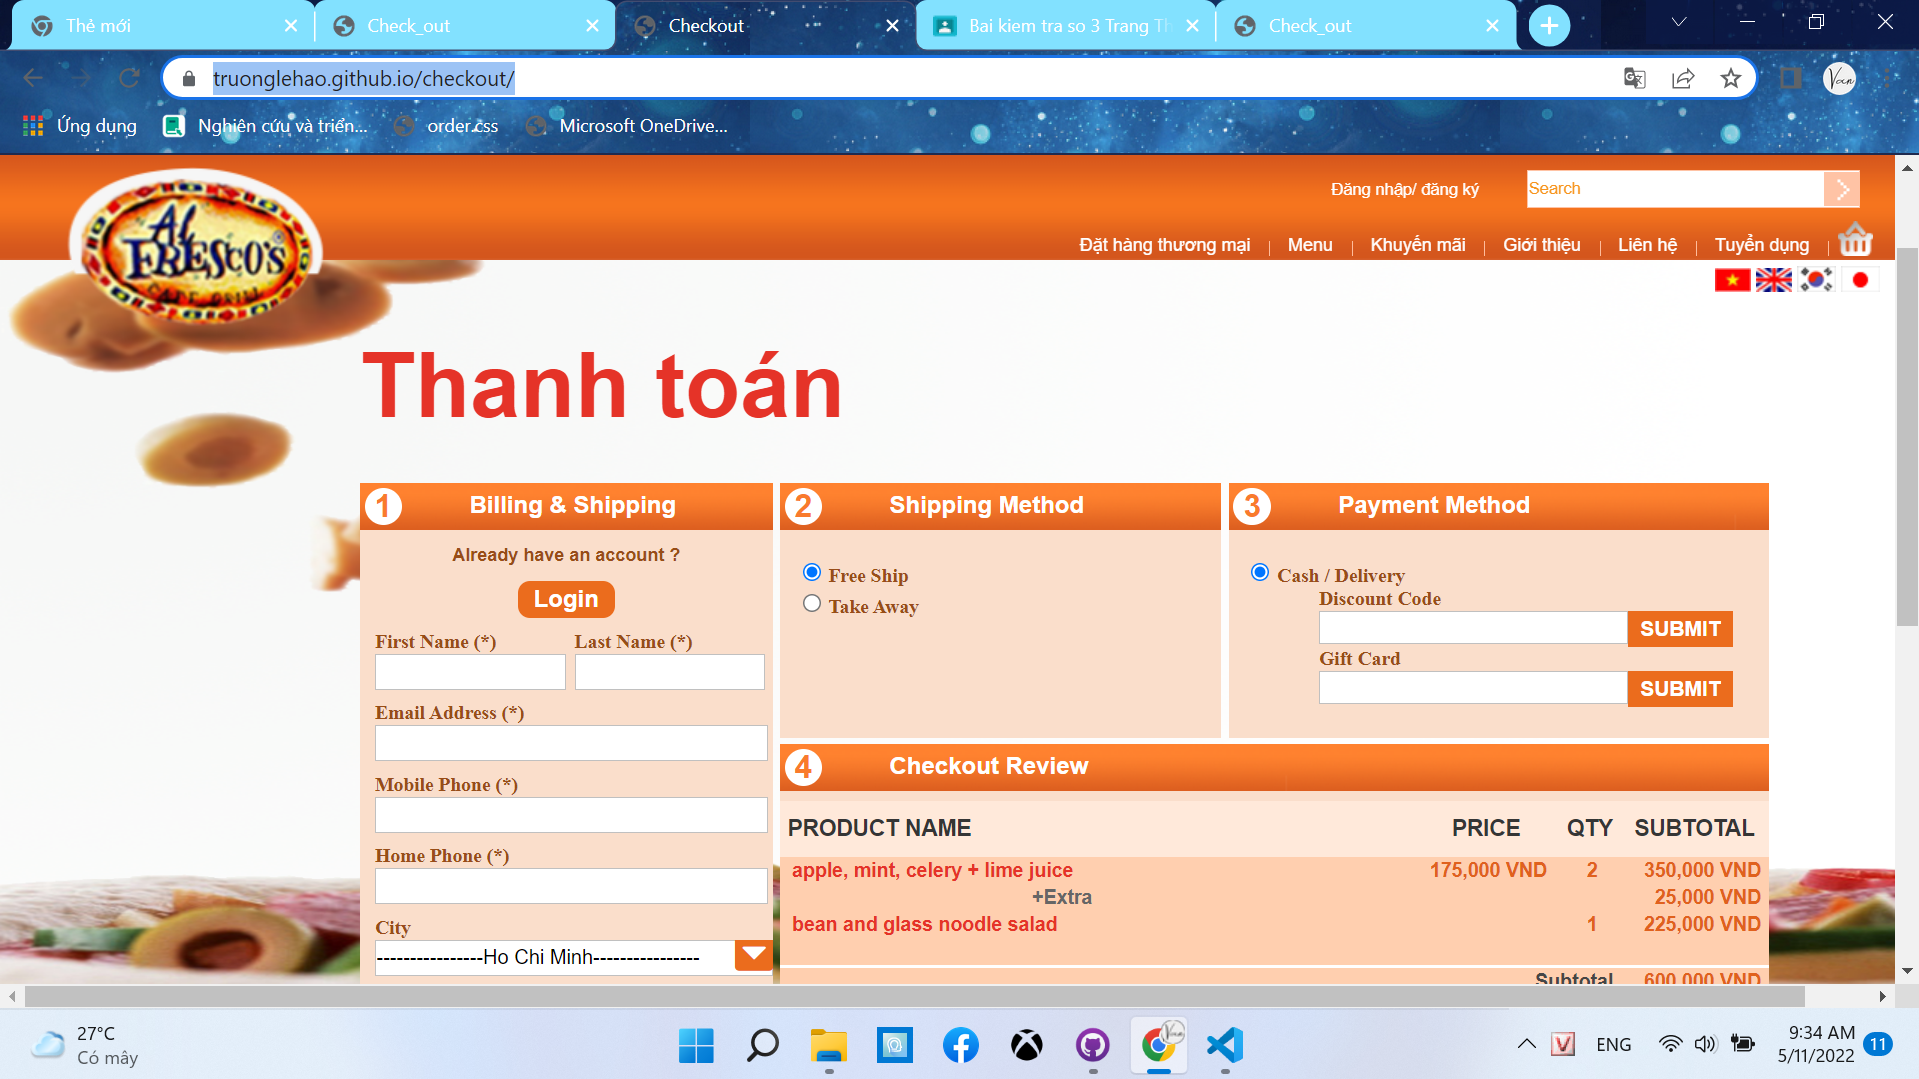 Thẻ mới
Check_out
Checkout
Bai kiem tra so 3 Trang Th
Check_out
truonglehao.github.io/checkout/
Van
Ứng dụng
Nghiên cứu và triển...
order.css
Microsoft OneDrive...
AL FRESCO'S
CAFE GRILL
Đăng nhập/ đăng ký
Search
Đặt hàng thương mại
Menu
Khuyến mãi
Giới thiệu
Liên hệ
Tuyển dụng
Thanh toán
1 Billing & Shipping
Already have an account ?
Login
First Name (*) Last Name (*)
Email Address (*)
Mobile Phone (*)
Home Phone (*)
City
----------------Ho Chi Minh----------------
2 Shipping Method
Free Ship
Take Away
3 Payment Method
Cash / Delivery
Discount Code
SUBMIT
Gift Card
SUBMIT
4 Checkout Review
PRODUCT NAME PRICE QTY SUBTOTAL
apple, mint, celery + lime juice 175,000 VND 2 350,000 VND
+Extra 25,000 VND
bean and glass noodle salad 1 225,000 VND
Subtotal 600,000 VND
27°C
Có mây
Van
ENG
9:34 AM
5/11/2022
11